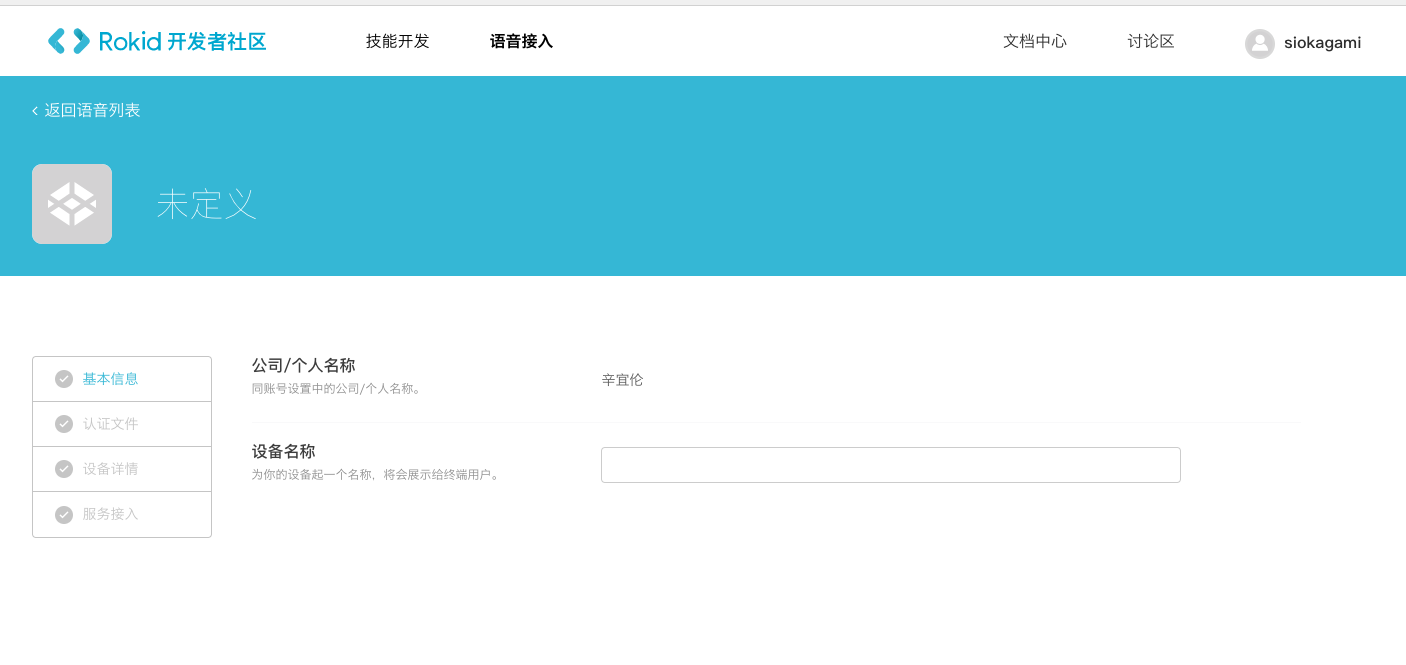 Rokid 开发者社区 技能开发 语音接入 文档中心 讨论区 siokagami
返回语音列表
未定义
基本信息
认证文件
设备详情
服务接入
公司/个人名称
同账号设置中的公司/个人名称。
辛宜伦
设备名称
为你的设备起一个名称，将会展示给终端用户。